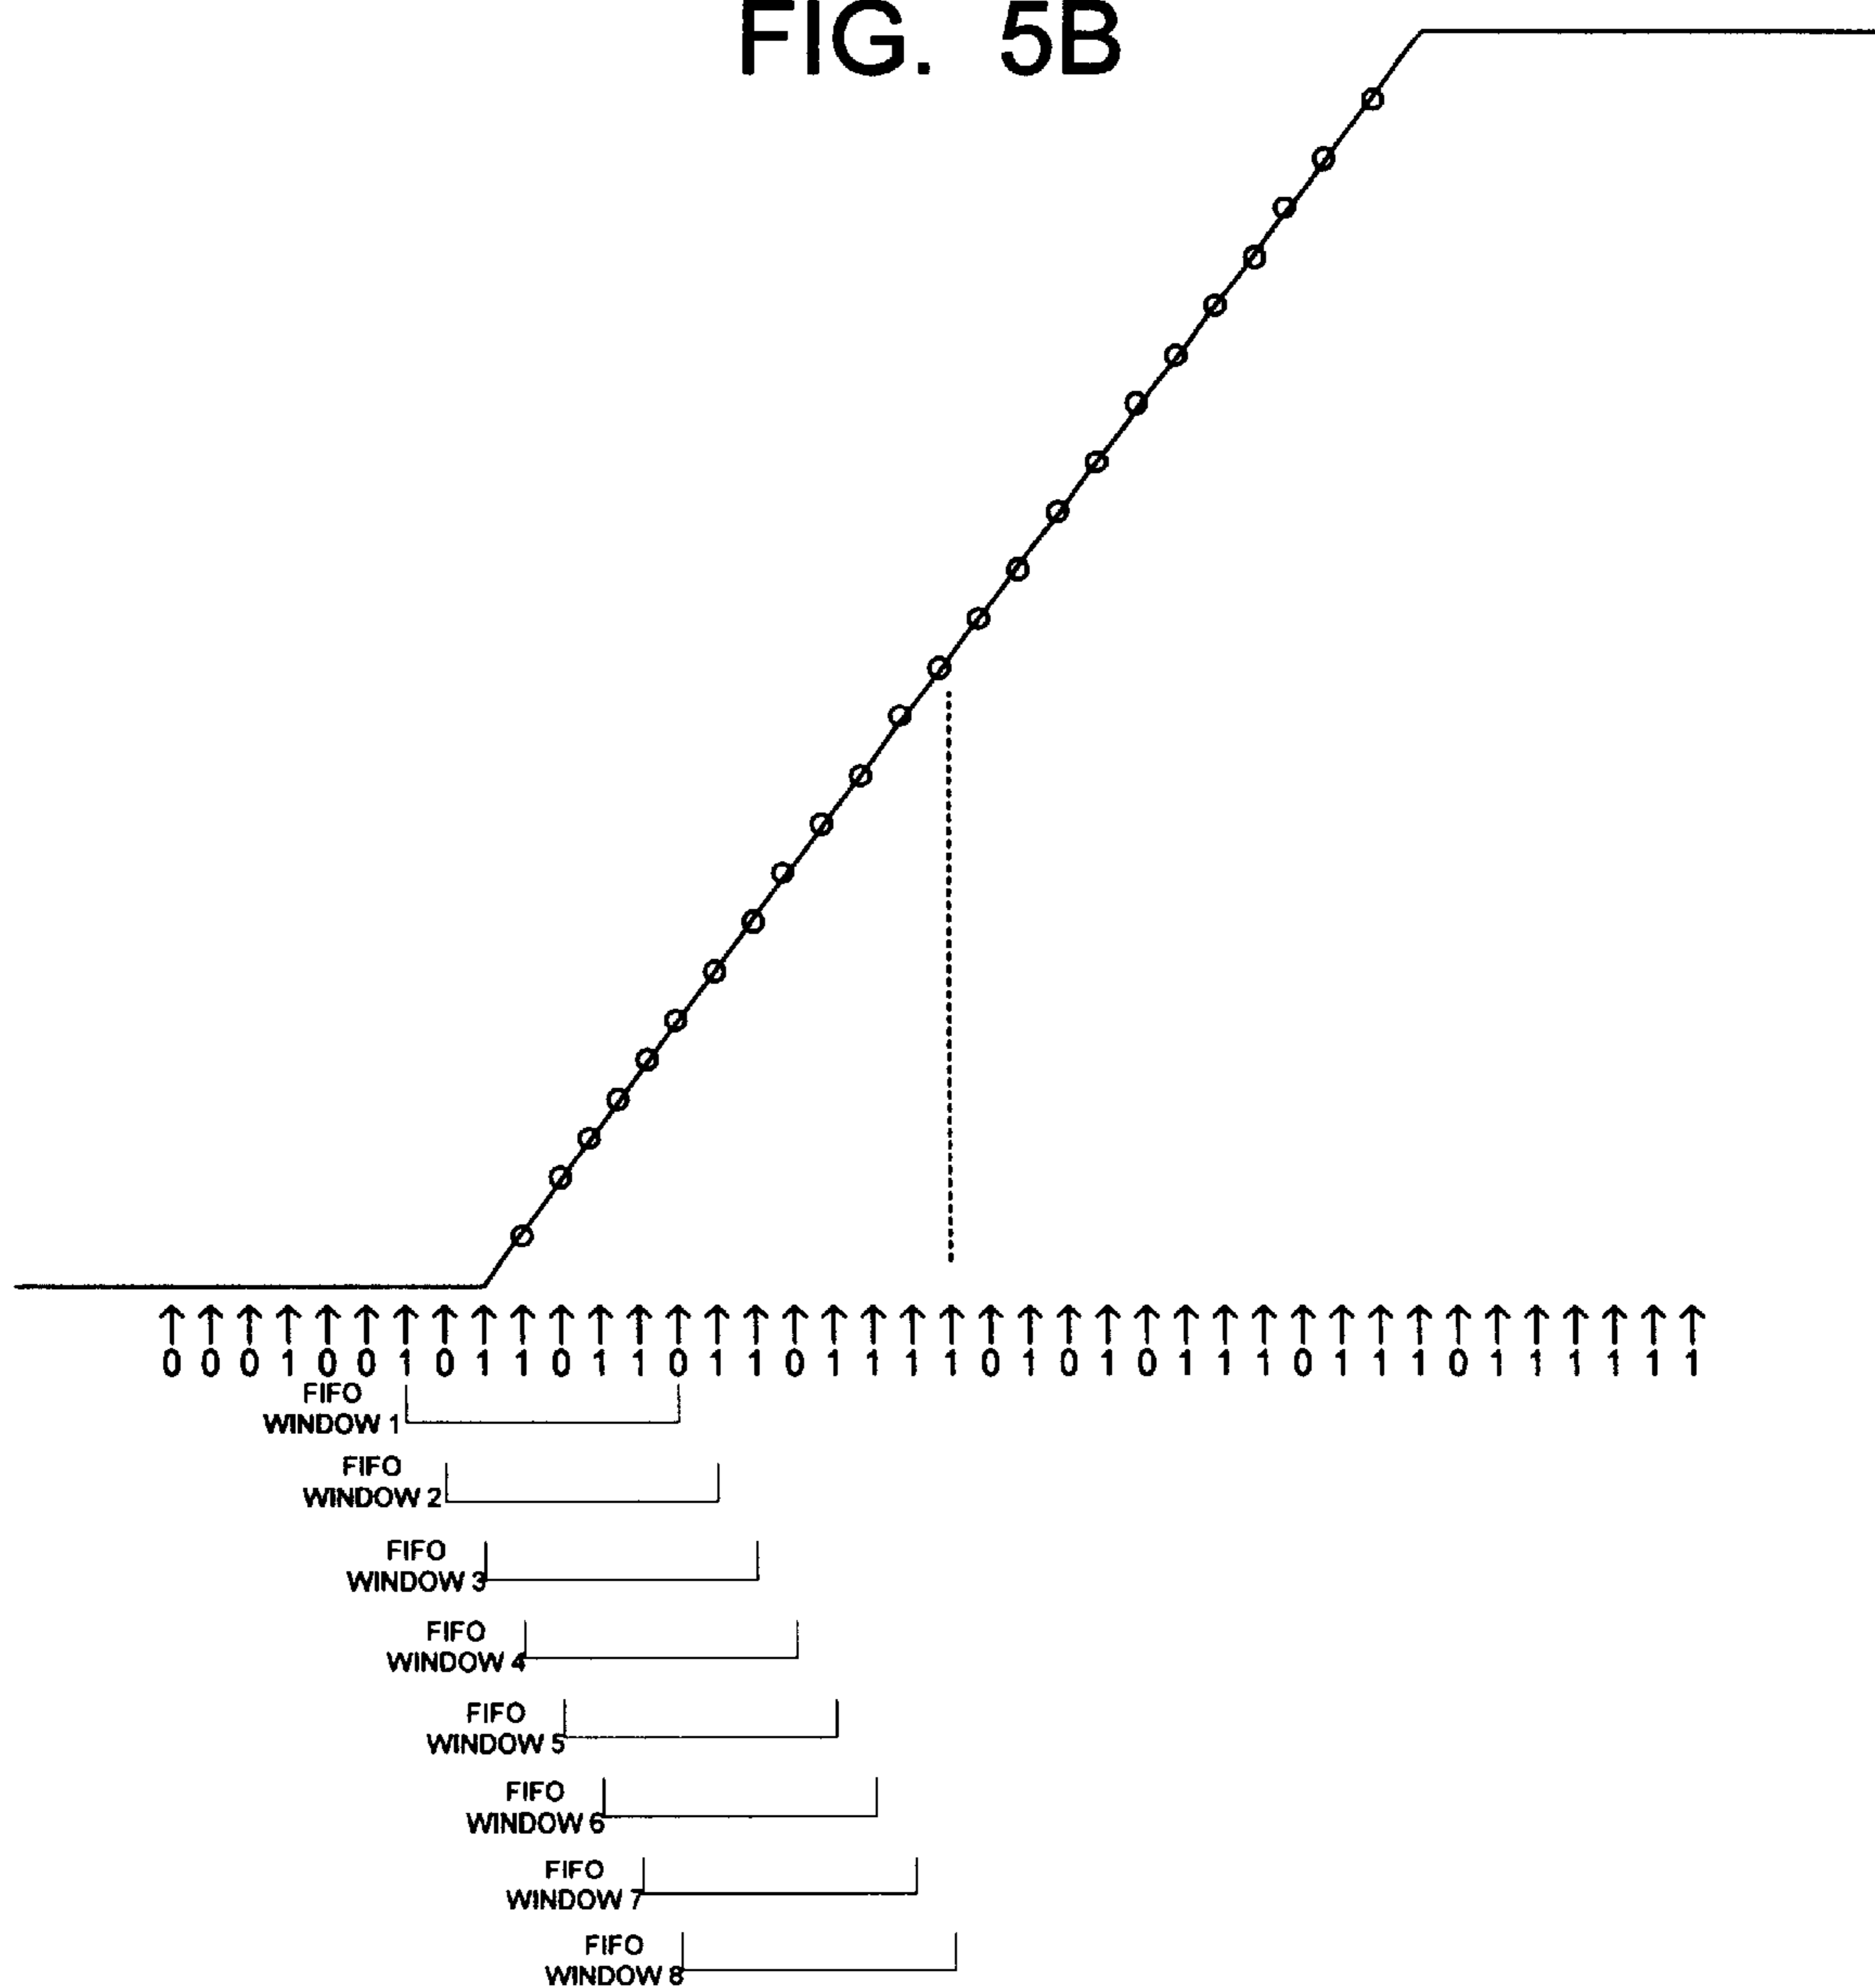 FIG. 5B
0 0 0 1 0 0 1 0 1 1 0 1 1 0 1 1 0 1 1 1 1 0 1 0 1 0 1 1 1 0 1 1 1 0 1 1 1 1 1 1
FIFO
WINDOW 1
FIFO
WINDOW 2
FIFO
WINDOW 3
FIFO
WINDOW 4
FIFO
WINDOW 5
FIFO
WINDOW 6
FIFO
WINDOW 7
FIFO
WINDOW 8